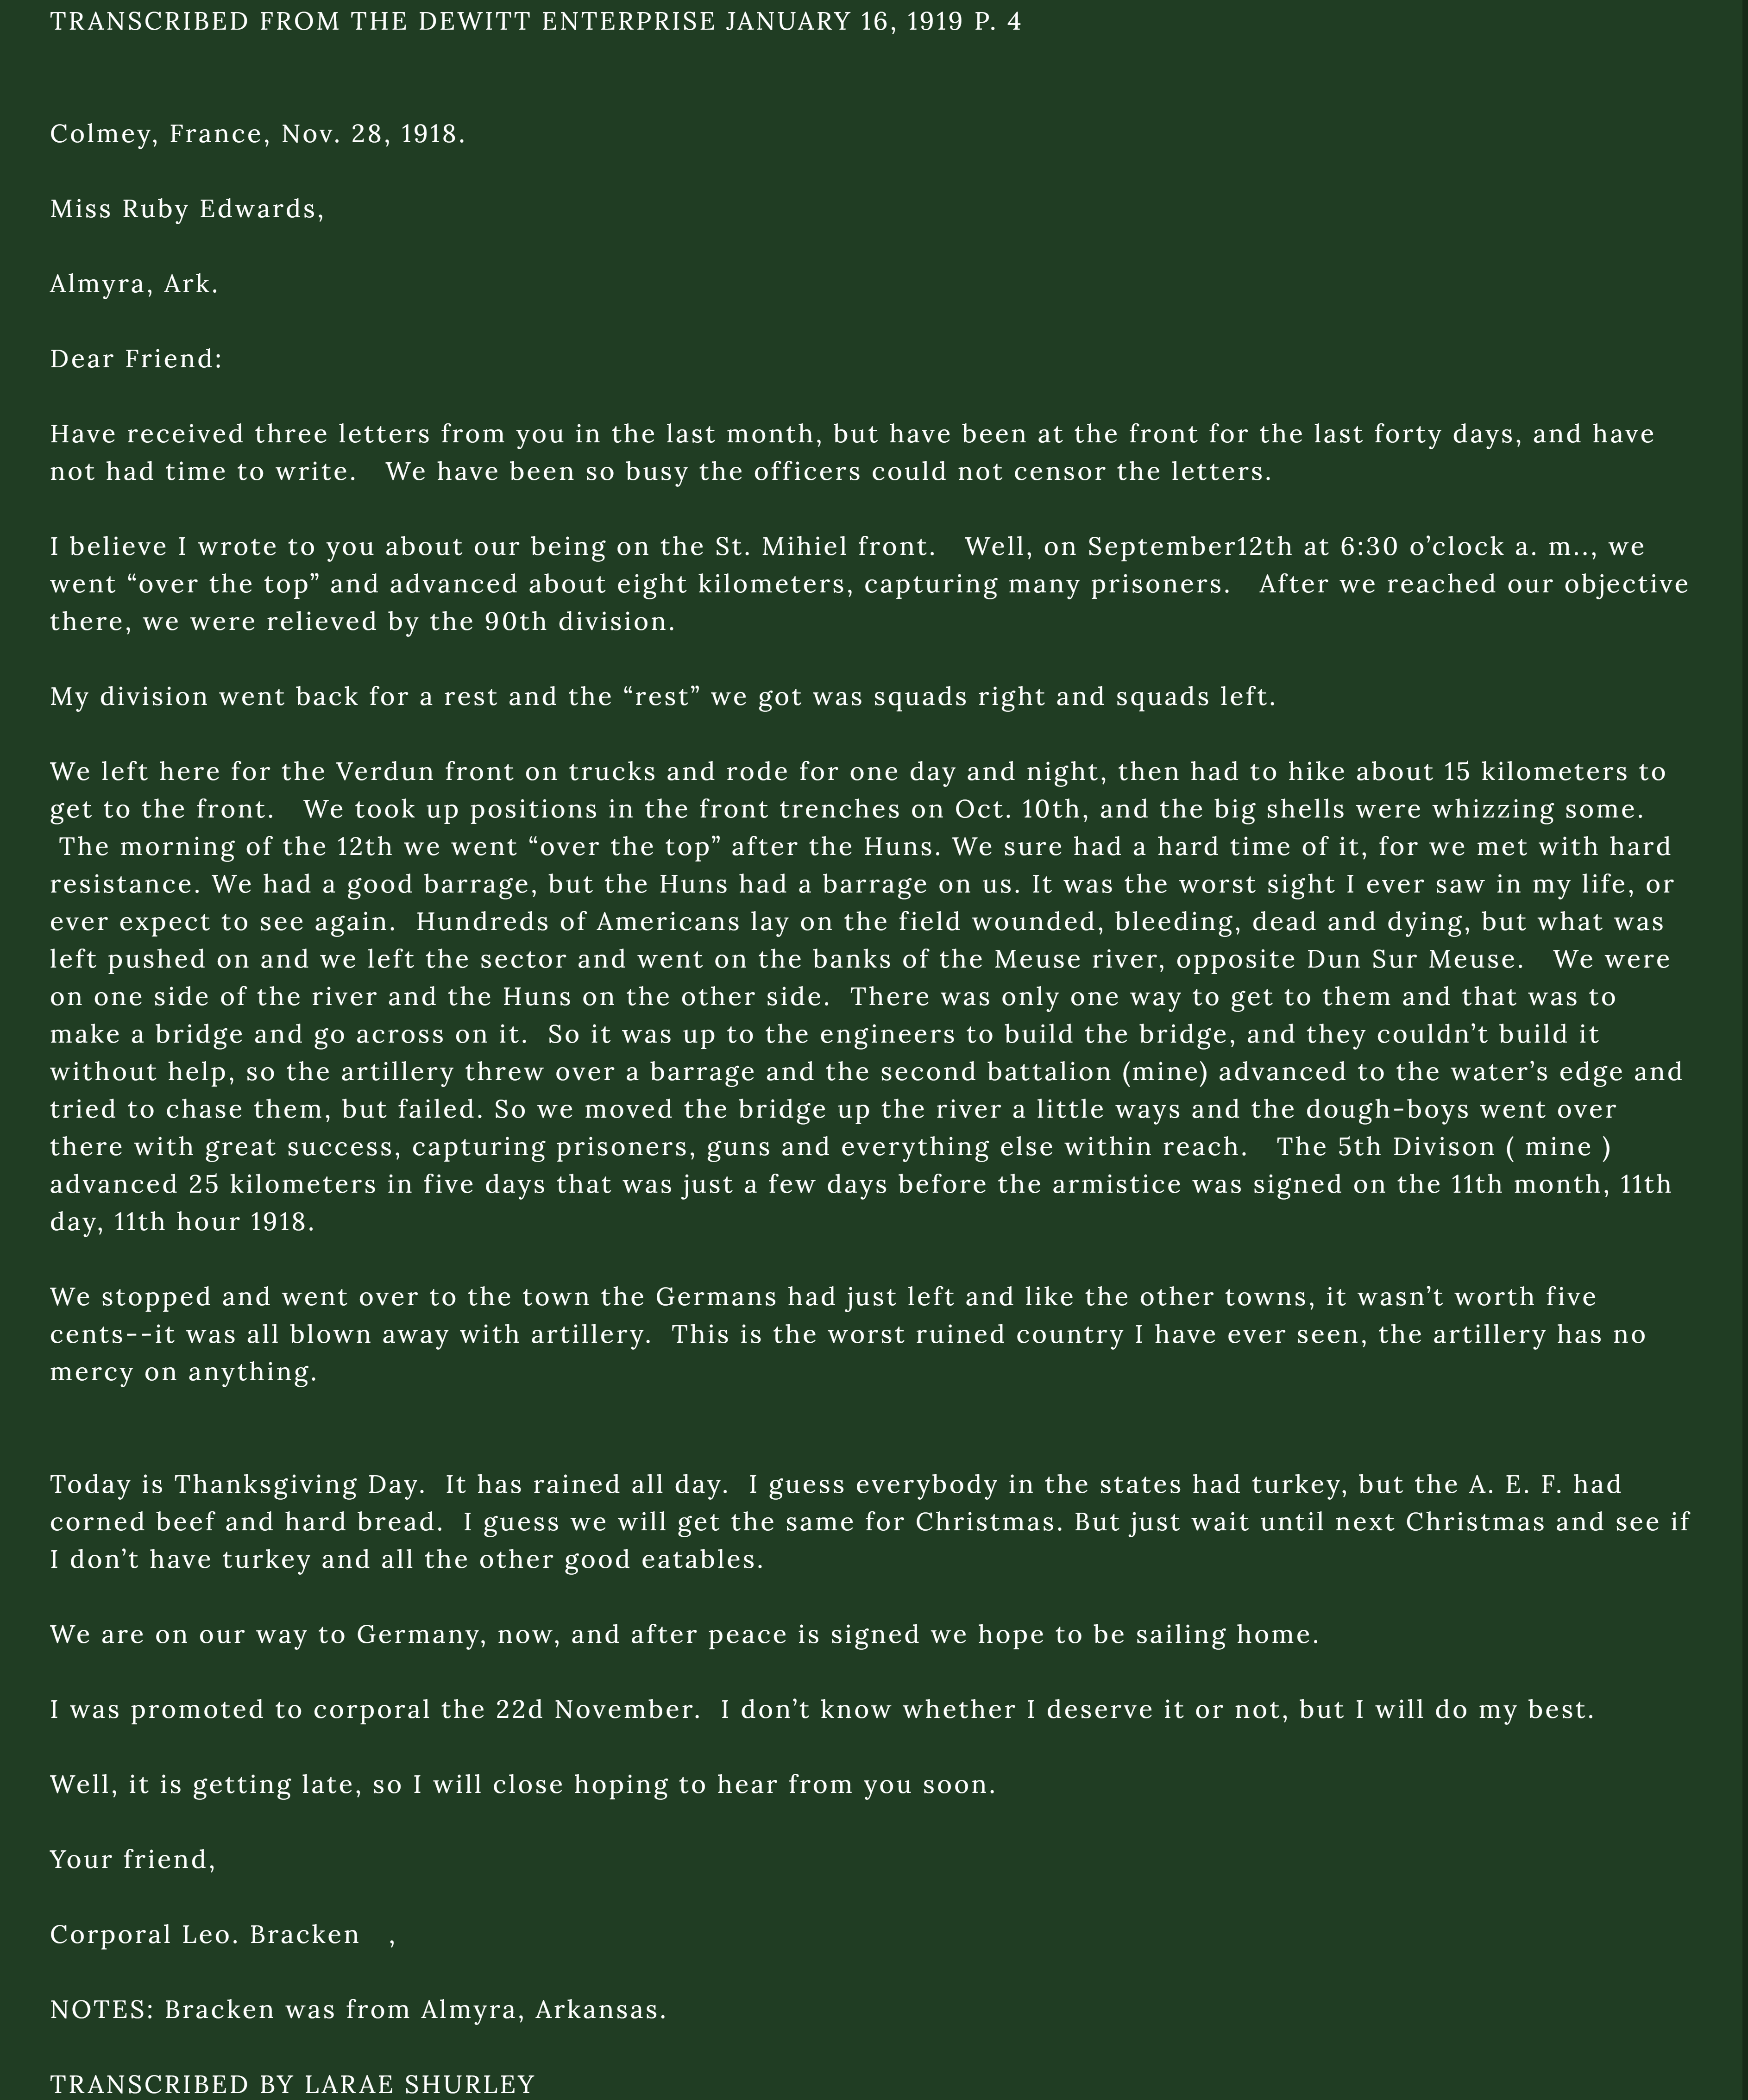 TRANSCRIBED FROM THE DEWITT ENTERPRISE JANUARY 16, 1919 P. 4
Colmey, France, Nov. 28, 1918.
Miss Ruby Edwards,
Almyra, Ark.
Dear Friend:
Have received three letters from you in the last month, but have been at the front for the last forty days, and have
not had time to write.   We have been so busy the officers could not censor the letters.
I believe I wrote to you about our being on the St. Mihiel front.   Well, on September12th at 6:30 o’clock a. m.., we
went “over the top” and advanced about eight kilometers, capturing many prisoners.   After we reached our objective
there, we were relieved by the 90th division.
My division went back for a rest and the “rest” we got was squads right and squads left.
We left here for the Verdun front on trucks and rode for one day and night, then had to hike about 15 kilometers to
get to the front.   We took up positions in the front trenches on Oct. 10th, and the big shells were whizzing some.
The morning of the 12th we went “over the top” after the Huns. We sure had a hard time of it, for we met with hard
resistance. We had a good barrage, but the Huns had a barrage on us. It was the worst sight I ever saw in my life, or
ever expect to see again.  Hundreds of Americans lay on the field wounded, bleeding, dead and dying, but what was
left pushed on and we left the sector and went on the banks of the Meuse river, opposite Dun Sur Meuse.   We were
on one side of the river and the Huns on the other side.  There was only one way to get to them and that was to
make a bridge and go across on it.  So it was up to the engineers to build the bridge, and they couldn’t build it
without help, so the artillery threw over a barrage and the second battalion (mine) advanced to the water’s edge and
tried to chase them, but failed. So we moved the bridge up the river a little ways and the dough-boys went over
there with great success, capturing prisoners, guns and everything else within reach.   The 5th Divison ( mine )
advanced 25 kilometers in five days that was just a few days before the armistice was signed on the 11th month, 11th
day, 11th hour 1918.
We stopped and went over to the town the Germans had just left and like the other towns, it wasn’t worth five
cents--it was all blown away with artillery.  This is the worst ruined country I have ever seen, the artillery has no
mercy on anything.
Today is Thanksgiving Day.  It has rained all day.  I guess everybody in the states had turkey, but the A. E. F. had
corned beef and hard bread.  I guess we will get the same for Christmas. But just wait until next Christmas and see if
I don’t have turkey and all the other good eatables.
We are on our way to Germany, now, and after peace is signed we hope to be sailing home.
I was promoted to corporal the 22d November.  I don’t know whether I deserve it or not, but I will do my best.
Well, it is getting late, so I will close hoping to hear from you soon.
Your friend,
Corporal Leo. Bracken   ,
NOTES: Bracken was from Almyra, Arkansas.
TRANSCRIBED BY LARAE SHURLEY